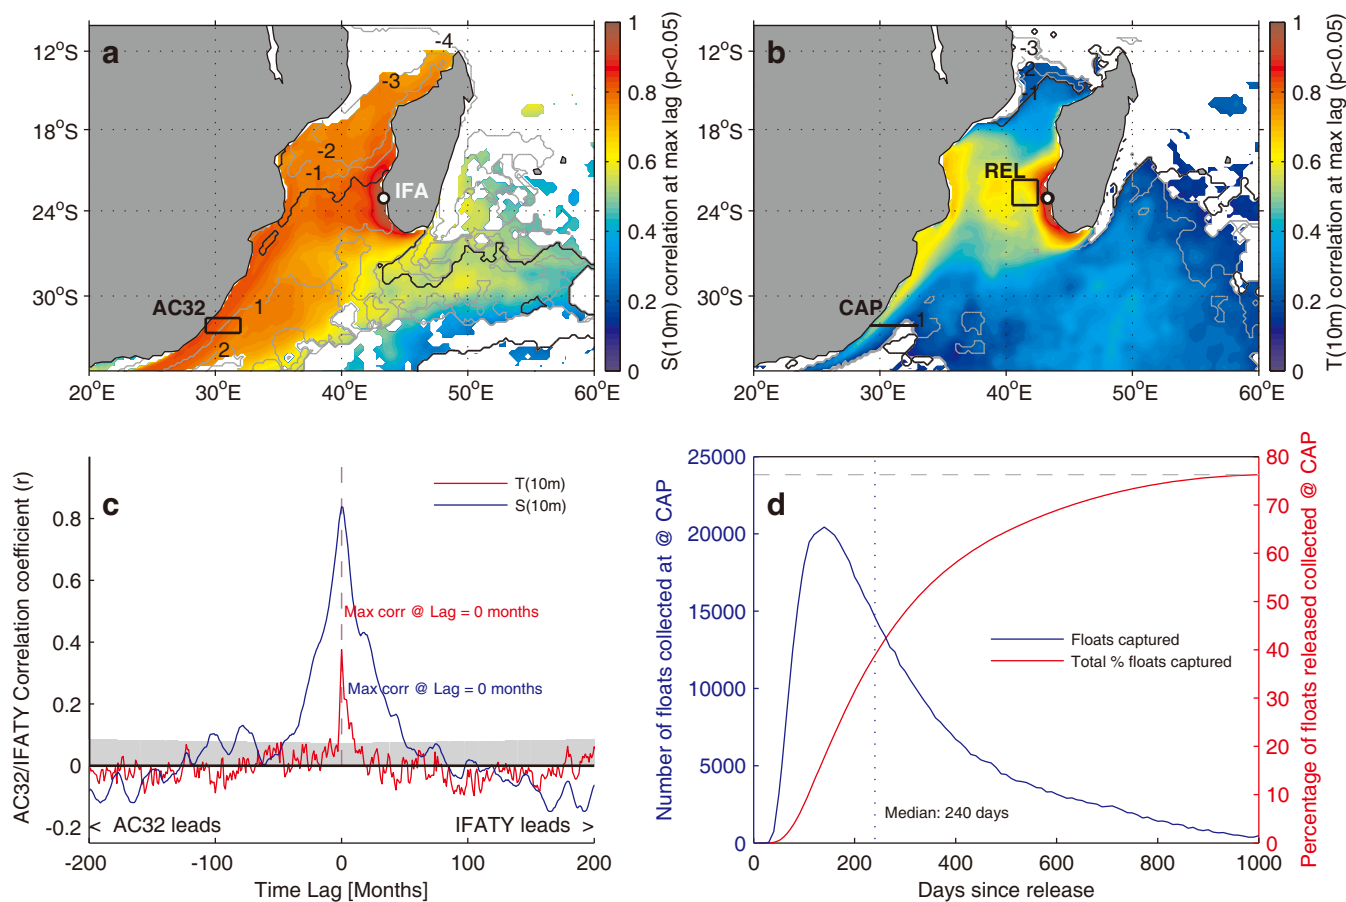 a
12°S
18°S
24°S
30°S
20°E
30°E
40°E
50°E
60°E
-4
-3
-2
-1
IFA
AC32
1
2
1
0.8
0.6
0.4
0.2
0
S(10m) correlation at max lag (p<0.05)
b
12°S
18°S
24°S
30°S
20°E
30°E
40°E
50°E
60°E
-3
-2
-1
REL
CAP
1
1
0.8
0.6
0.4
0.2
0
T(10m) correlation at max lag (p<0.05)
c
AC32/IFATY Correlation coefficient (r)
0.8
0.6
0.4
0.2
0
-0.2
T(10m)
S(10m)
Max corr @ Lag = 0 months
Max corr @ Lag = 0 months
< AC32 leads
IFATY leads >
-200
-100
0
100
200
Time Lag [Months]
d
Number of floats collected at @ CAP
25000
20000
15000
10000
5000
0
Floats captured
Total % floats captured
Median: 240 days
0
200
400
600
800
1000
Days since release
80
70
60
50
40
30
20
10
0
Percentage of floats released collected @ CAP